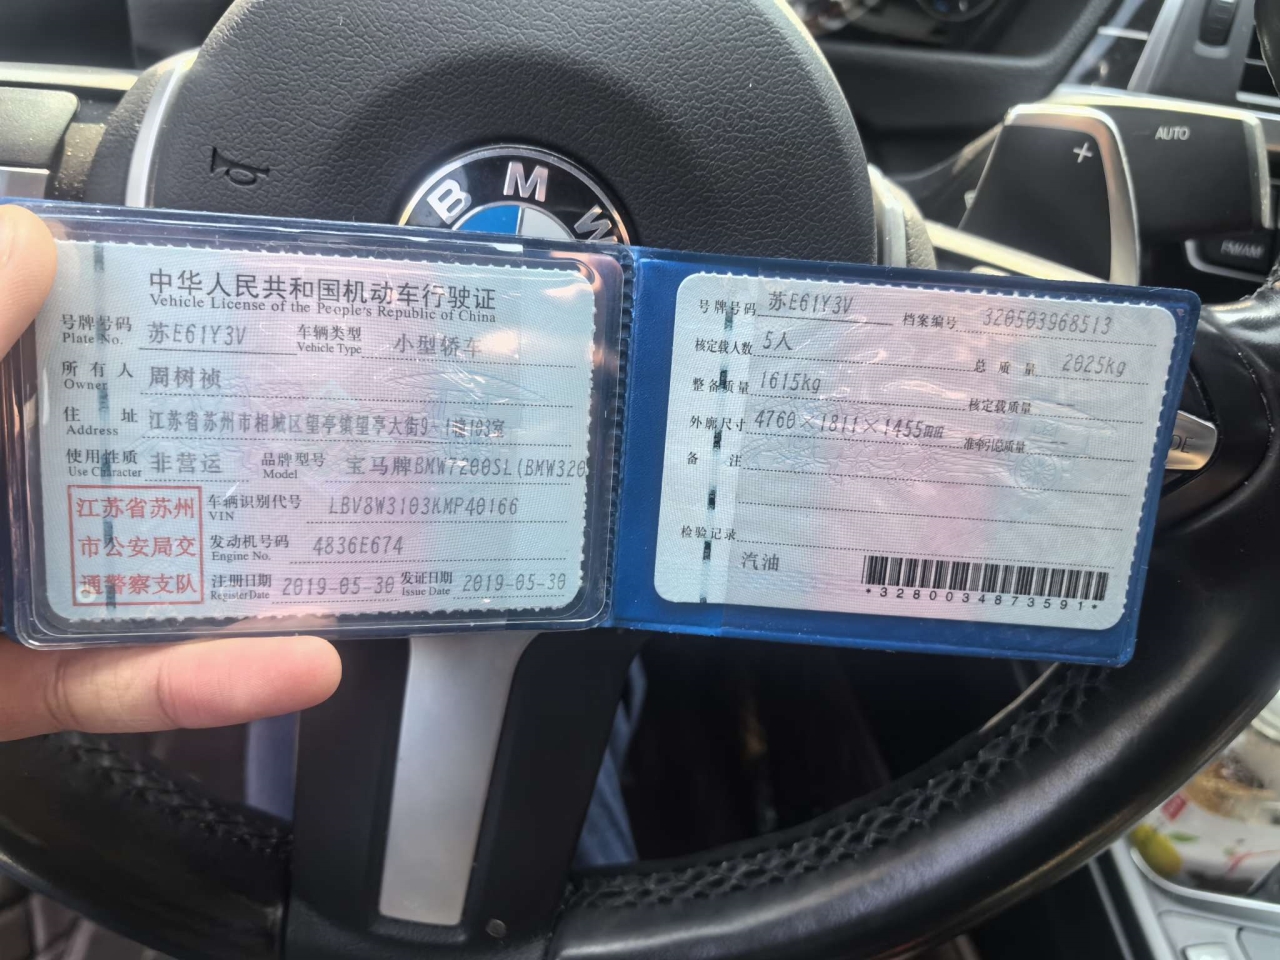 BMW
AUTO
+
中华人民共和国机动车行驶证
Vehicle License of the People's Republic of China
号牌号码 苏E61Y3V 车辆类型 小型轿车
Plate No. Vehicle Type
所有人 周树祯
Owner
住址 江苏省苏州市相城区望亭集望亭大街9-1幢103室
Address
使用性质 非营运 品牌型号 宝马牌BMW7200SL(BMW320
Use Character Model
江苏省苏州
市公安局交
通警察支队
车辆识别代号 LBV8W3103KMP40166
VIN
发动机号码 4836E674
Engine No.
注册日期 2019-05-30 发证日期 2019-05-30
Register Date Issue Date
号牌号码 苏E61Y3V 档案编号 320503968513
核定载人数 5人 总质量 2025kg
整备质量 1615kg 核定载质量 --
外廓尺寸 4760×1811×1455mm 准牵引总质量 --
备注
检验记录
汽油
*3280034873591*
FM/AM